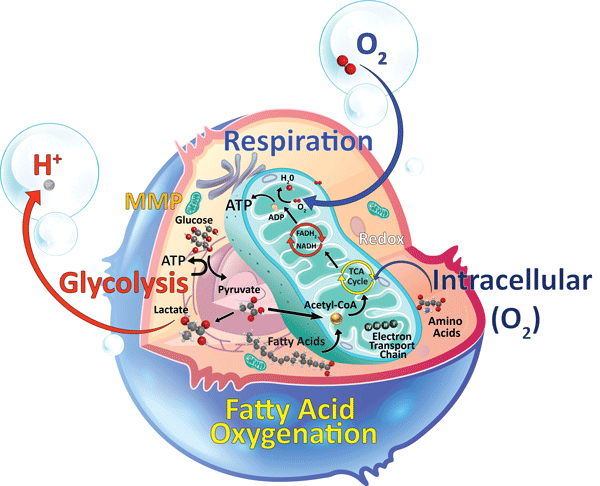 O2
H+
Respiration
MMP
H20
O2
ATP
ADP
Glucose
FADH2
NADH
Redox
ATP
Glycolysis
Pyruvate
TCA
Cycle
Intracellular
(O2)
Lactate
Acetyl-CoA
Amino
Acids
Fatty Acids
Electron
Transport
Chain
Fatty Acid
Oxygenation